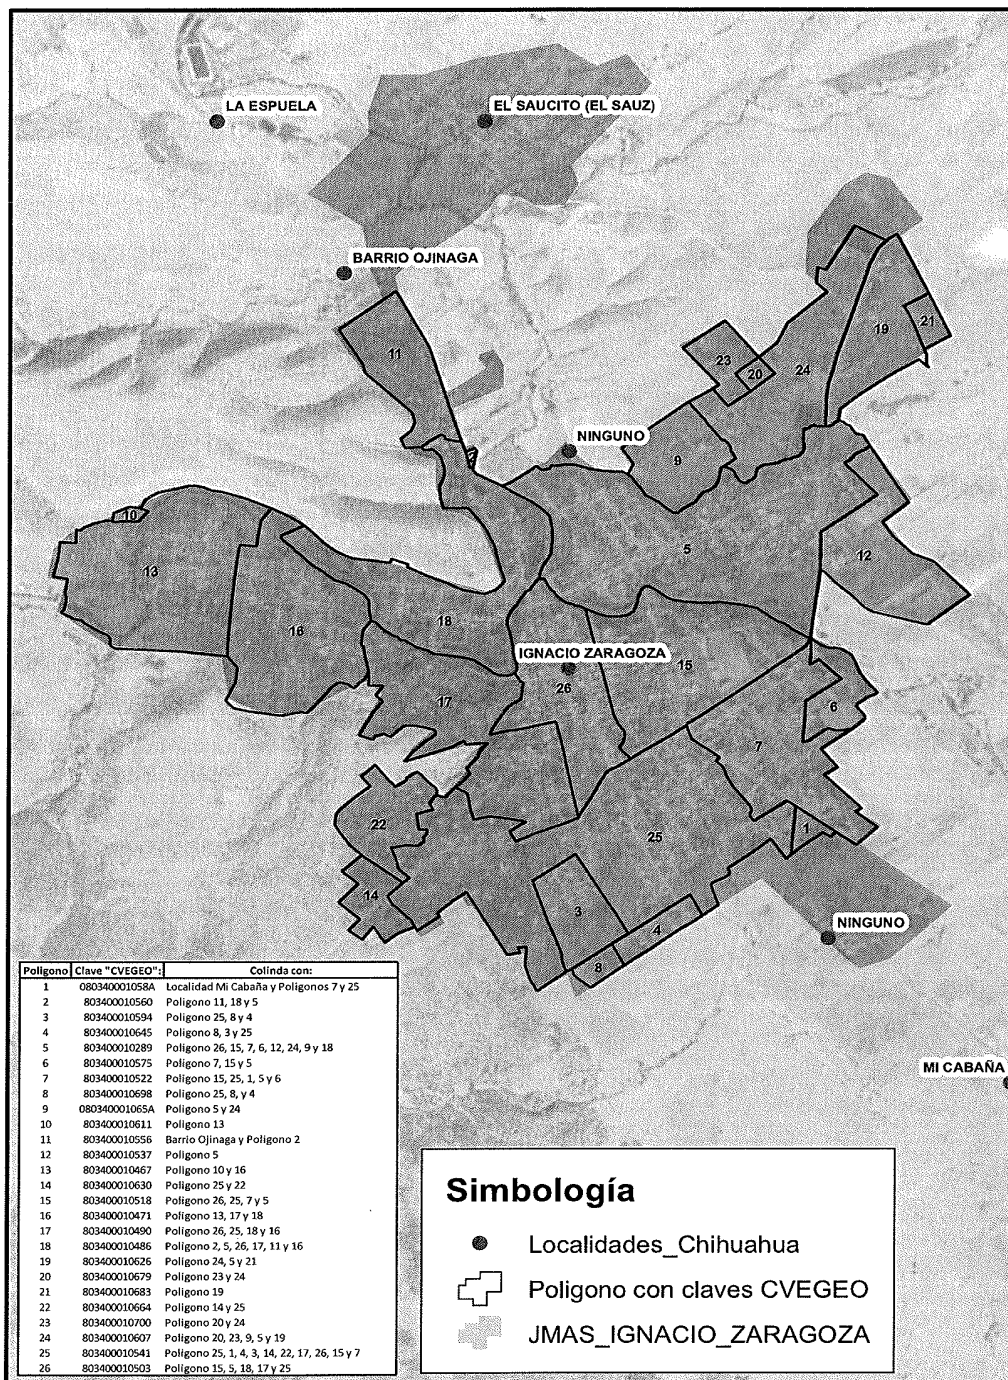 LA ESPUELA
EL SAUCITO (EL SAUZ)
BARRIO OJINAGA
11
23
20
24
19
21
NINGUNO
9
2
5
12
10
13
16
18
IGNACIO ZARAGOZA
26
15
17
6
7
22
25
1
14
3
4
8
NINGUNO
MI CABAÑA
Poligono Clave "CVEGEO": Colinda con:
1 080340001058A Localidad Mi Cabaña y Poligonos 7 y 25
2 803400010560 Poligono 11, 18 y 5
3 803400010594 Poligono 25, 8 y 4
4 803400010645 Poligono 8, 3 y 25
5 803400010289 Poligono 26, 15, 7, 6, 12, 24, 9 y 18
6 803400010575 Poligono 7, 15 y 5
7 803400010522 Poligono 15, 25, 1, 5 y 6
8 803400010698 Poligono 25, 8, y 4
9 080340001065A Poligono 5 y 24
10 803400010611 Poligono 13
11 803400010556 Barrio Ojinaga y Poligono 2
12 803400010537 Poligono 5
13 803400010467 Poligono 10 y 16
14 803400010630 Poligono 25 y 22
15 803400010518 Poligono 26, 25, 7 y 5
16 803400010471 Poligono 13, 17 y 18
17 803400010490 Poligono 26, 25, 18 y 16
18 803400010486 Poligono 2, 5, 26, 17, 11 y 16
19 803400010626 Poligono 24, 5 y 21
20 803400010679 Poligono 23 y 24
21 803400010683 Poligono 19
22 803400010664 Poligono 14 y 25
23 803400010700 Poligono 20 y 24
24 803400010607 Poligono 20, 23, 9, 5 y 19
25 803400010541 Poligono 25, 1, 4, 3, 14, 22, 17, 26, 15 y 7
26 803400010503 Poligono 15, 5, 18, 17 y 25
Simbología
Localidades_Chihuahua
Poligono con claves CVEGEO
JMAS_IGNACIO_ZARAGOZA